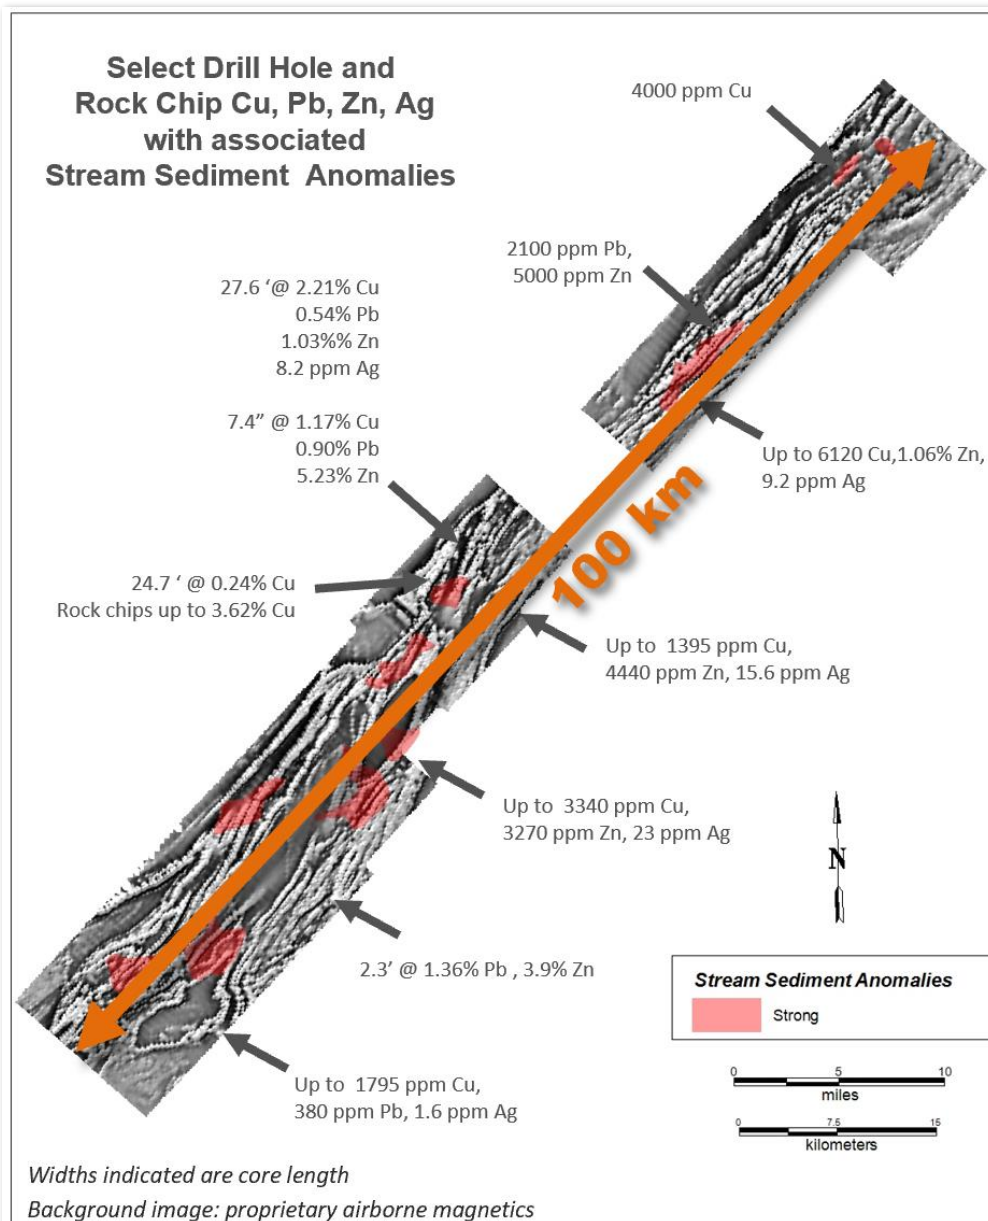 Select Drill Hole and
Rock Chip Cu, Pb, Zn, Ag
with associated
Stream Sediment Anomalies
4000 ppm Cu
2100 ppm Pb,
5000 ppm Zn
27.6 ‘@ 2.21% Cu
0.54% Pb
1.03%% Zn
8.2 ppm Ag
7.4” @ 1.17% Cu
0.90% Pb
5.23% Zn
Up to 6120 Cu,1.06% Zn,
9.2 ppm Ag
100 km
24.7 ‘ @ 0.24% Cu
Rock chips up to 3.62% Cu
Up to 1395 ppm Cu,
4440 ppm Zn, 15.6 ppm Ag
Up to 3340 ppm Cu,
3270 ppm Zn, 23 ppm Ag
N
2.3’ @ 1.36% Pb , 3.9% Zn
Stream Sediment Anomalies
Strong
Up to 1795 ppm Cu,
380 ppm Pb, 1.6 ppm Ag
0 5 10
miles
0 7.5 15
kilometers
Widths indicated are core length
Background image: proprietary airborne magnetics